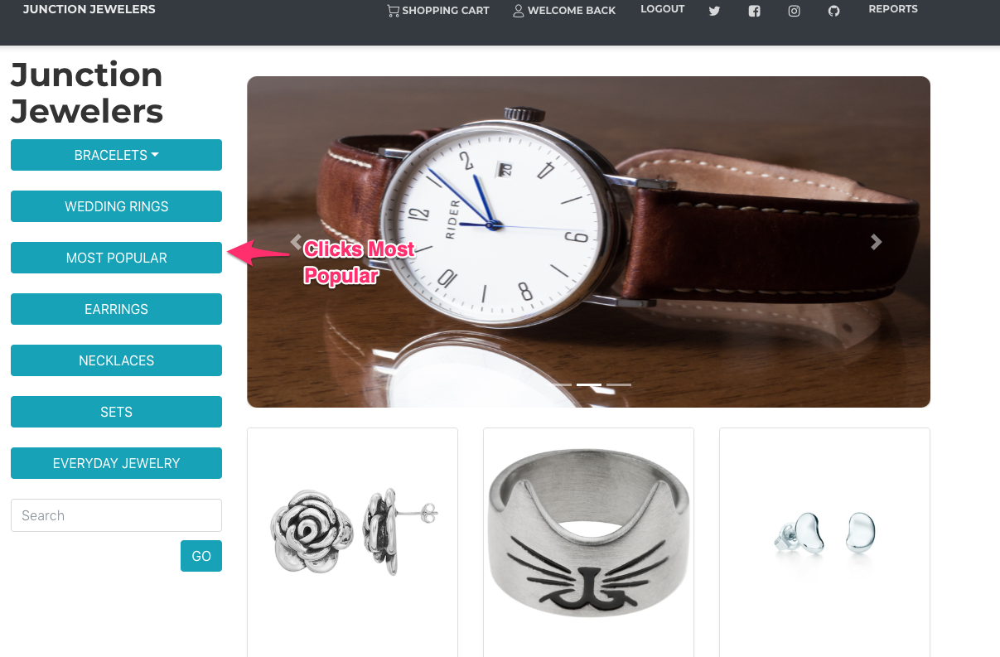 JUNCTION JEWELERS
SHOPPING CART
WELCOME BACK
LOGOUT
REPORTS
Junction
Jewelers
BRACELETS
WEDDING RINGS
MOST POPULAR
EARRINGS
NECKLACES
SETS
EVERYDAY JEWELRY
Search
GO
Clicks Most
Popular
12
2
20
4
RIDER
6
10
8